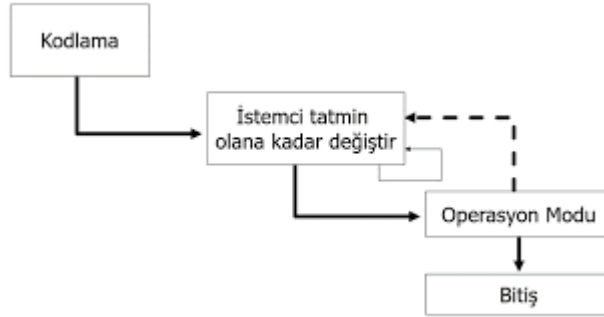 Kodlama
İstemci tatmin
olana kadar değiştir
Operasyon Modu
Bitiş